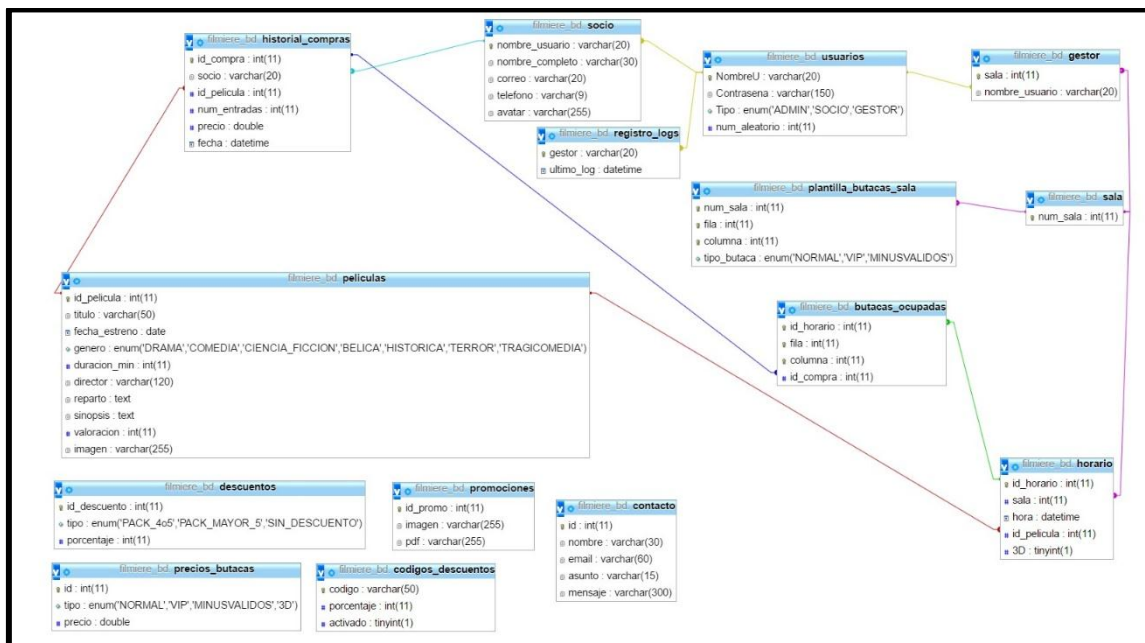 filmiere_bd historial_compras
id_compra : int(11)
socio : varchar(20)
id_pelicula : int(11)
num_entradas : int(11)
precio : double
fecha : datetime
filmiere_bd socio
nombre_usuario : varchar(20)
nombre_completo : varchar(30)
correo : varchar(20)
telefono : varchar(9)
avatar : varchar(255)
filmiere_bd usuarios
NombreU : varchar(20)
Contrasena : varchar(150)
Tipo : enum('ADMIN','SOCIO','GESTOR')
num_aleatorio : int(11)
filmiere_bd gestor
sala : int(11)
nombre_usuario : varchar(20)
filmiere_bd registro_logs
gestor : varchar(20)
ultimo_log : datetime
filmiere_bd plantilla_butacas_sala
num_sala : int(11)
fila : int(11)
columna : int(11)
tipo_butaca : enum('NORMAL','VIP','MINUSVALIDOS')
filmiere_bd sala
num_sala : int(11)
filmiere_bd peliculas
id_pelicula : int(11)
titulo : varchar(50)
fecha_estreno : date
genero : enum('DRAMA','COMEDIA','CIENCIA_FICCION','BELICA','HISTORICA','TERROR','TRAGICOMEDIA')
duracion_min : int(11)
director : varchar(120)
reparto : text
sinopsis : text
valoracion : int(11)
imagen : varchar(255)
filmiere_bd butacas_ocupadas
id_horario : int(11)
fila : int(11)
columna : int(11)
id_compra : int(11)
filmiere_bd horario
id_horario : int(11)
sala : int(11)
hora : datetime
id_pelicula : int(11)
3D : tinyint(1)
filmiere_bd descuentos
id_descuento : int(11)
tipo : enum('PACK_4o5','PACK_MAYOR_5','SIN_DESCUENTO')
porcentaje : int(11)
filmiere_bd promociones
id_promo : int(11)
imagen : varchar(255)
pdf : varchar(255)
filmiere_bd contacto
id : int(11)
nombre : varchar(30)
email : varchar(60)
asunto : varchar(15)
mensaje : varchar(300)
filmiere_bd precios_butacas
id : int(11)
tipo : enum('NORMAL','VIP','MINUSVALIDOS','3D')
precio : double
filmiere_bd codigos_descuentos
codigo : varchar(50)
porcentaje : int(11)
activado : tinyint(1)